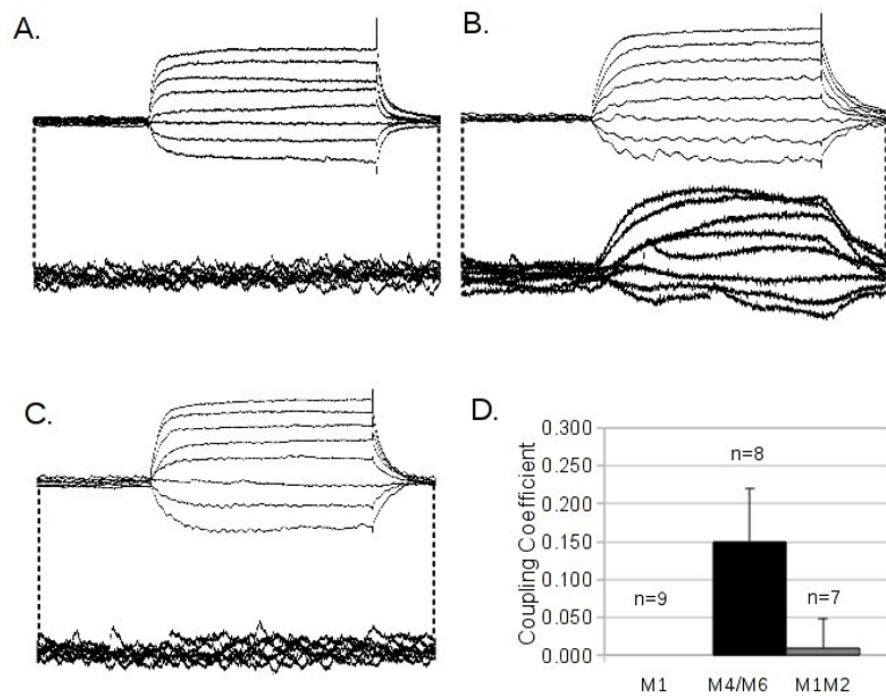 A.
B.
C.
D.
Coupling Coefficient
0.300
0.250
0.200
0.150
0.100
0.050
0.000
n=9
n=8
n=7
M1
M4/M6
M1M2